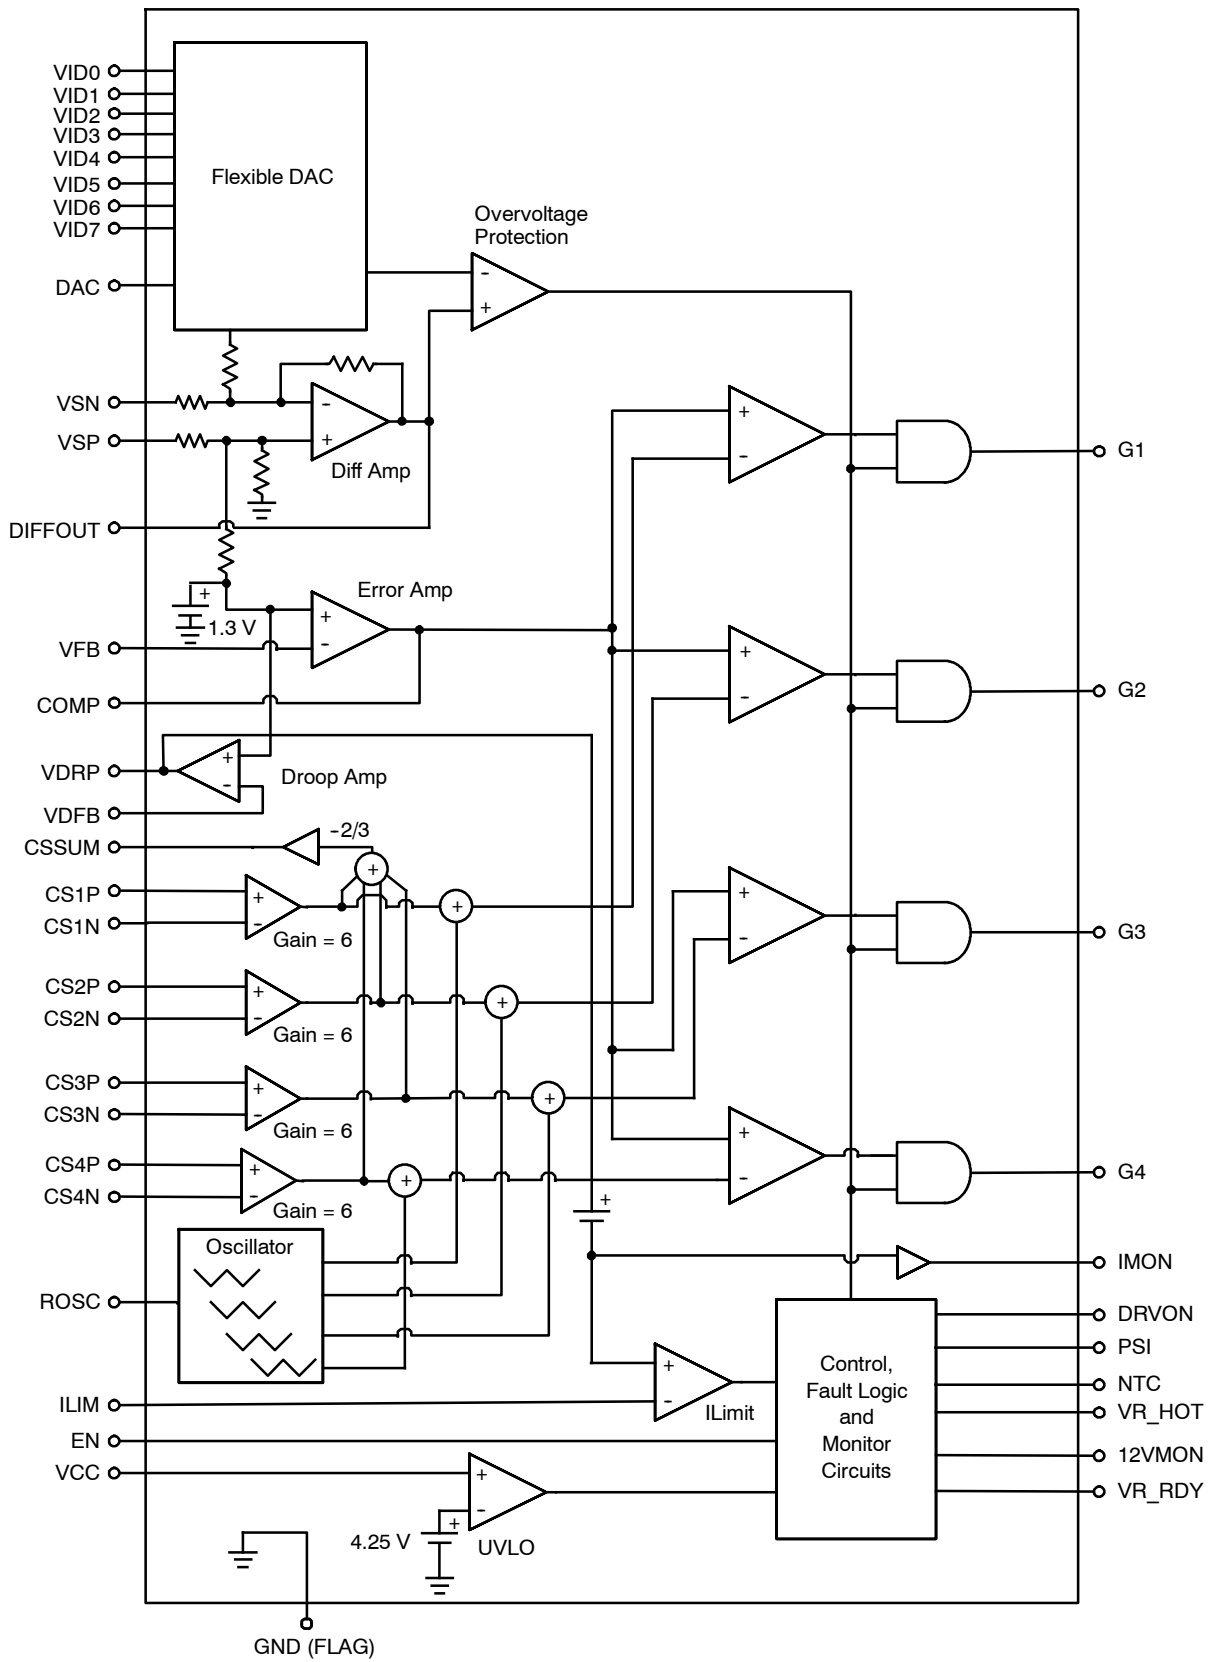 VID0
VID1
VID2
VID3
VID4
VID5
VID6
VID7
DAC
Flexible DAC
Overvoltage
Protection
-
+
VSN
VSP
-
+
Diff Amp
DIFFOUT
+
1.3 V
Error Amp
+
-
VFB
COMP
VDRP
VDFB
+
-
Droop Amp
CSSUM
-2/3
+
CS1P
CS1N
+
-
Gain = 6
+
CS2P
CS2N
+
-
Gain = 6
+
CS3P
CS3N
+
-
Gain = 6
+
CS4P
CS4N
+
-
Gain = 6
+
Oscillator
ROSC
+
-
G1
+
-
G2
+
-
G3
+
-
G4
+
IMON
ILIM
EN
VCC
+
-
ILimit
+
-
UVLO
+
4.25 V
Control,
Fault Logic
and
Monitor
Circuits
DRVON
PSI
NTC
VR_HOT
12VMON
VR_RDY
GND (FLAG)